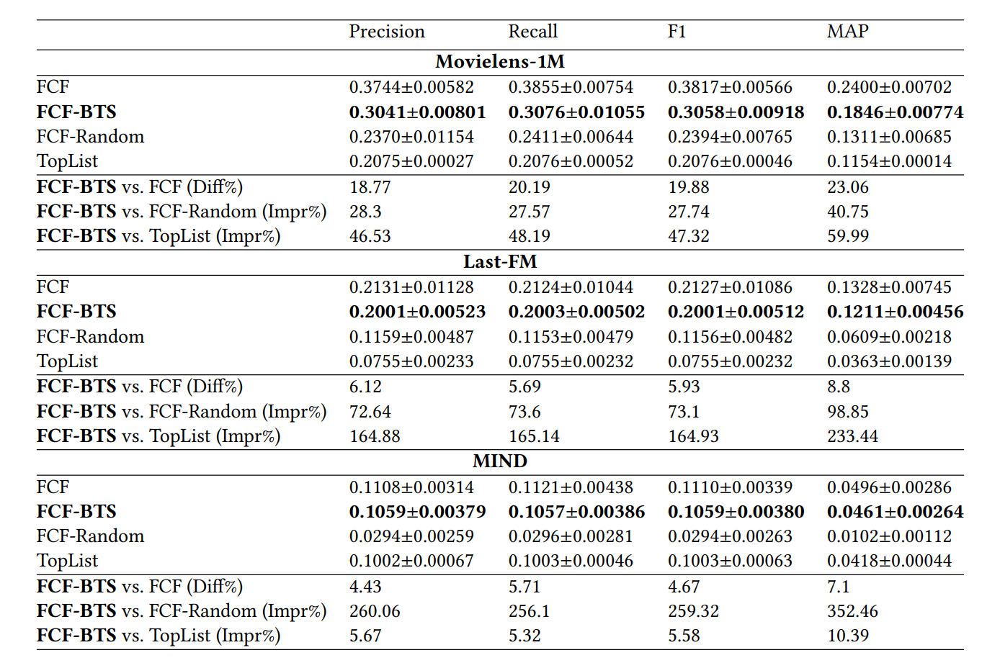 Precision Recall F1 MAP
Movielens-1M
FCF 0.3744±0.00582 0.3855±0.00754 0.3817±0.00566 0.2400±0.00702
FCF-BTS 0.3041±0.00801 0.3076±0.01055 0.3058±0.00918 0.1846±0.00774
FCF-Random 0.2370±0.01154 0.2411±0.00644 0.2394±0.00765 0.1311±0.00685
TopList 0.2075±0.00027 0.2076±0.00052 0.2076±0.00046 0.1154±0.00014
FCF-BTS vs. FCF (Diff%) 18.77 20.19 19.88 23.06
FCF-BTS vs. FCF-Random (Impr%) 28.3 27.57 27.74 40.75
FCF-BTS vs. TopList (Impr%) 46.53 48.19 47.32 59.99
Last-FM
FCF 0.2131±0.01128 0.2124±0.01044 0.2127±0.01086 0.1328±0.00745
FCF-BTS 0.2001±0.00523 0.2003±0.00502 0.2001±0.00512 0.1211±0.00456
FCF-Random 0.1159±0.00487 0.1153±0.00479 0.1156±0.00482 0.0609±0.00218
TopList 0.0755±0.00233 0.0755±0.00232 0.0755±0.00232 0.0363±0.00139
FCF-BTS vs. FCF (Diff%) 6.12 5.69 5.93 8.8
FCF-BTS vs. FCF-Random (Impr%) 72.64 73.6 73.1 98.85
FCF-BTS vs. TopList (Impr%) 164.88 165.14 164.93 233.44
MIND
FCF 0.1108±0.00314 0.1121±0.00438 0.1110±0.00339 0.0496±0.00286
FCF-BTS 0.1059±0.00379 0.1057±0.00386 0.1059±0.00380 0.0461±0.00264
FCF-Random 0.0294±0.00259 0.0296±0.00281 0.0294±0.00263 0.0102±0.00112
TopList 0.1002±0.00067 0.1003±0.00046 0.1003±0.00063 0.0418±0.00044
FCF-BTS vs. FCF (Diff%) 4.43 5.71 4.67 7.1
FCF-BTS vs. FCF-Random (Impr%) 260.06 256.1 259.32 352.46
FCF-BTS vs. TopList (Impr%) 5.67 5.32 5.58 10.39